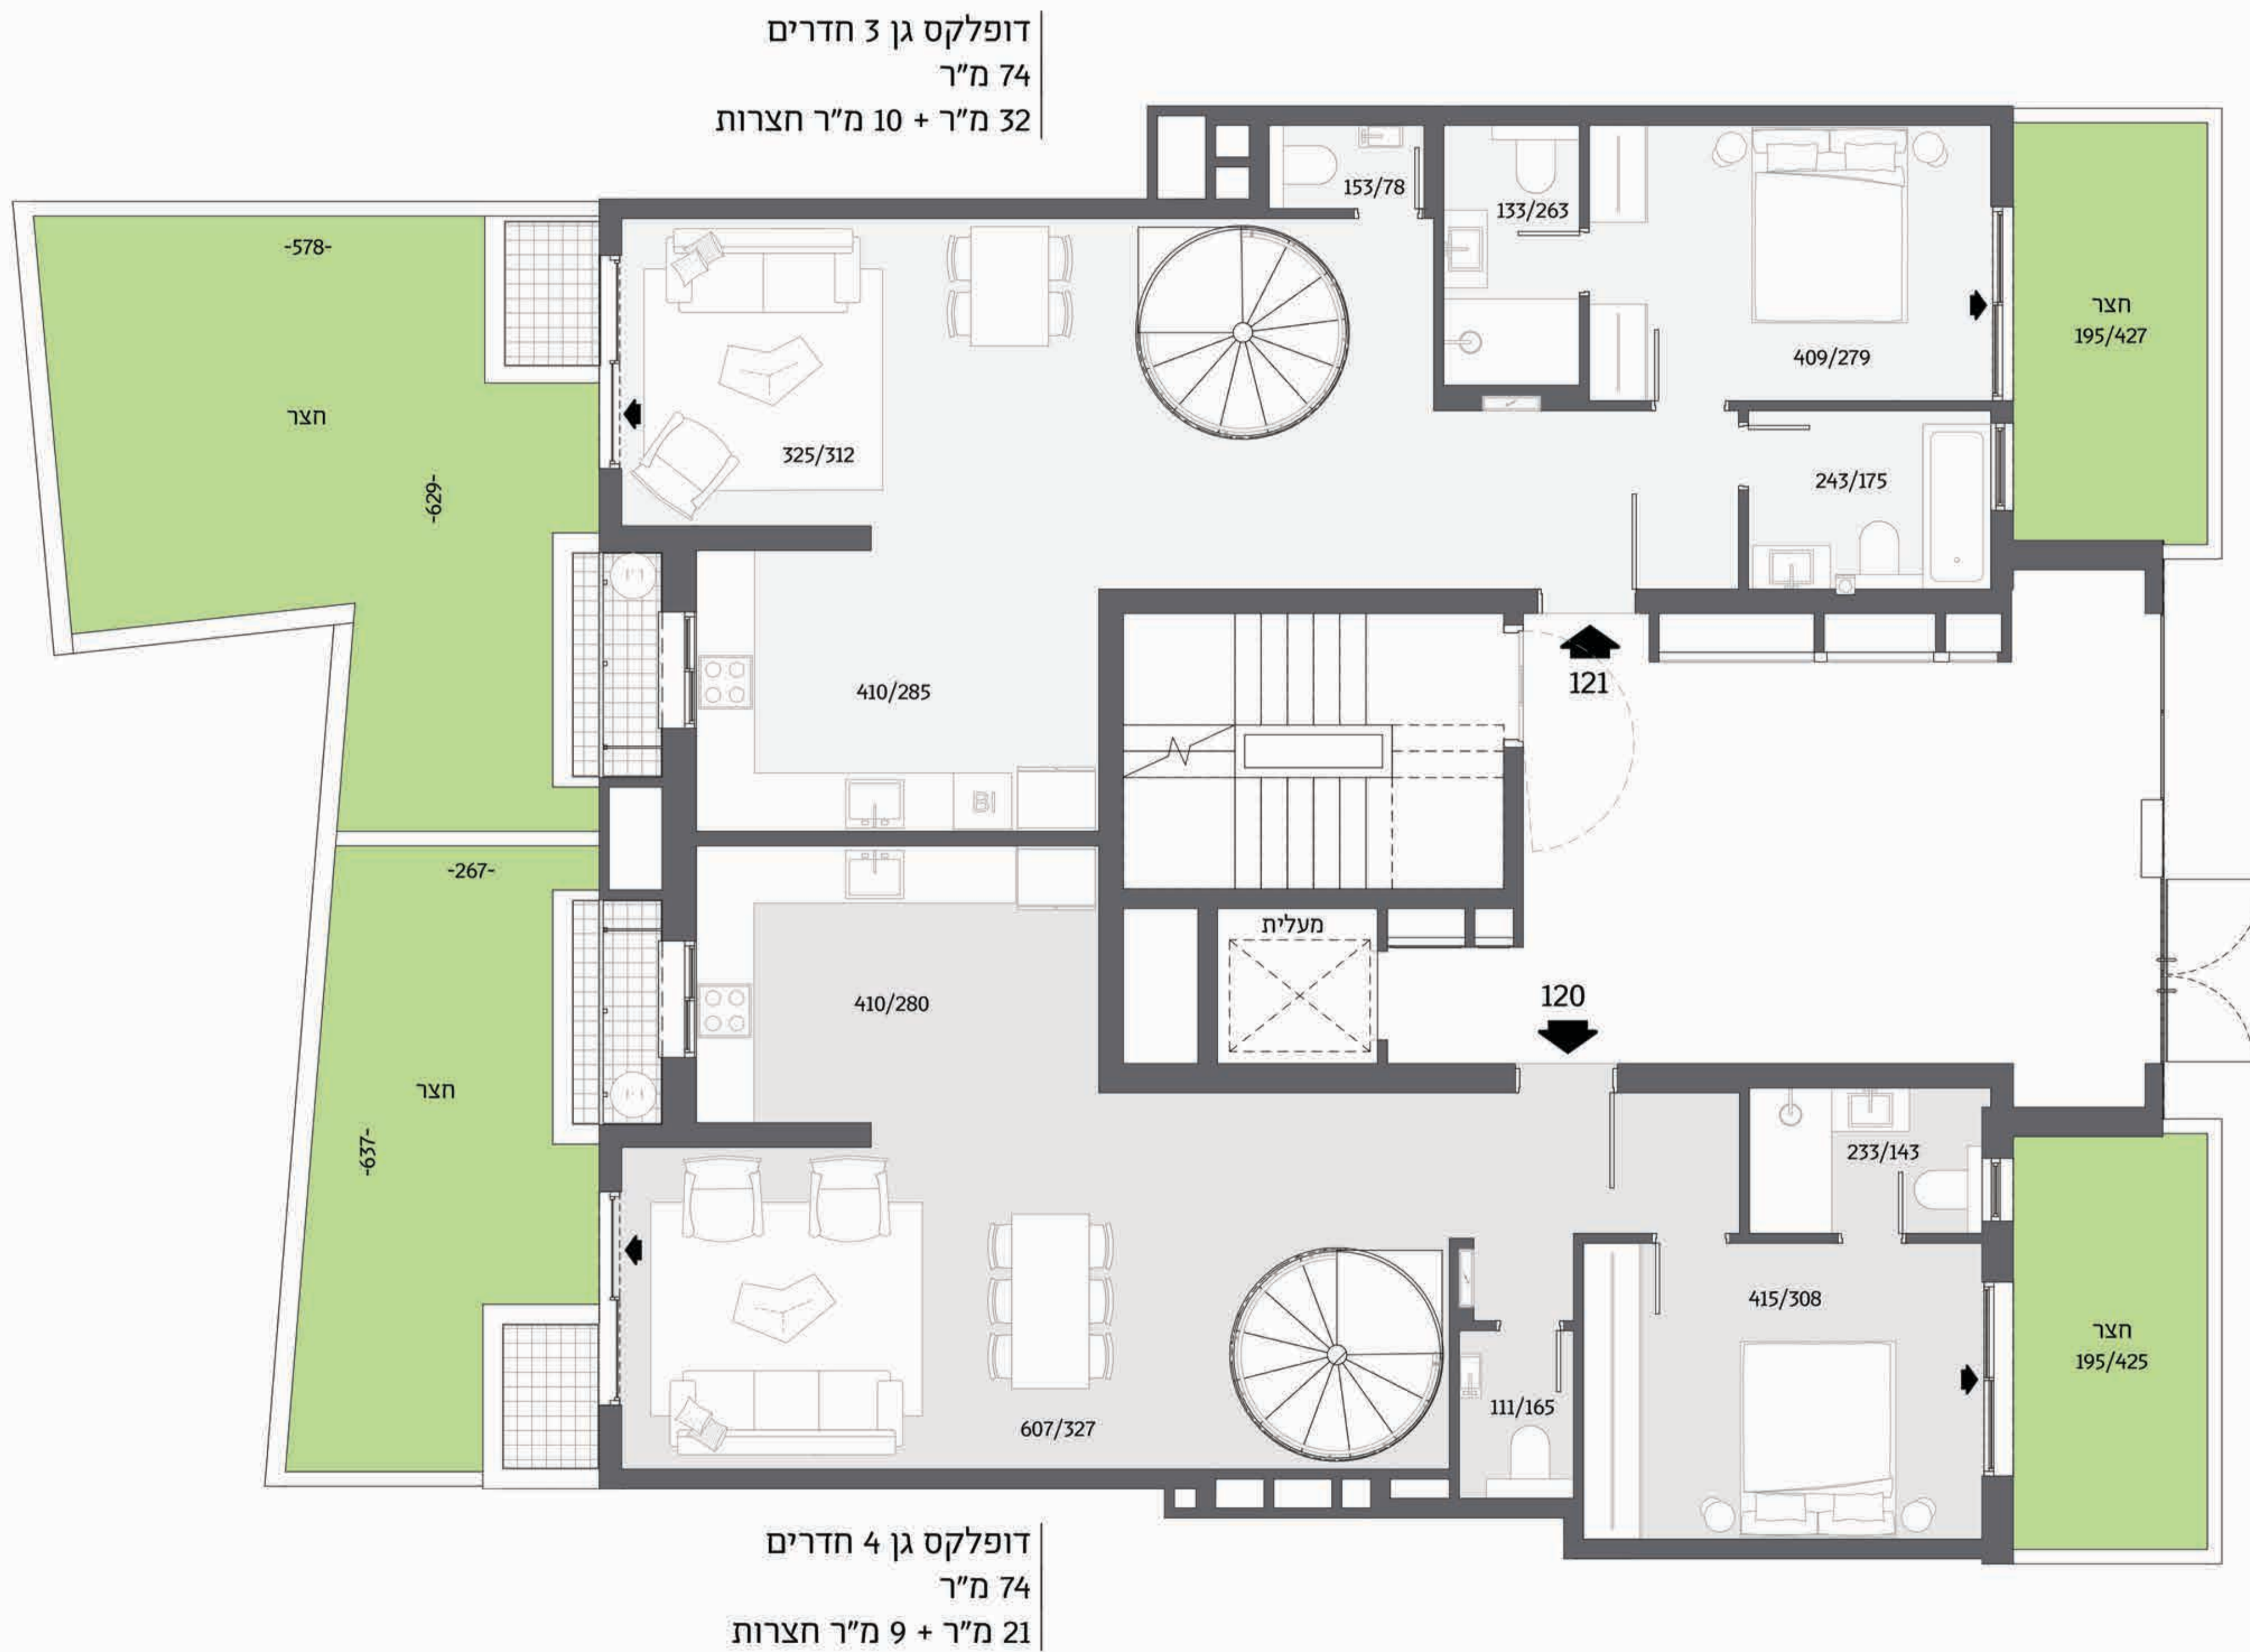 דופלקס גן 3 חדרים
74 מ"ר
32 מ"ר + 10 מ"ר חצרות
153/78
133/263
-578-
חצר
195/427
409/279
חצר
325/312
243/175
-629-
121
410/285
-267-
מעלית
120
410/280
חצר
-637-
233/143
415/308
חצר
195/425
111/165
607/327
דופלקס גן 4 חדרים
74 מ"ר
21 מ"ר + 9 מ"ר חצרות